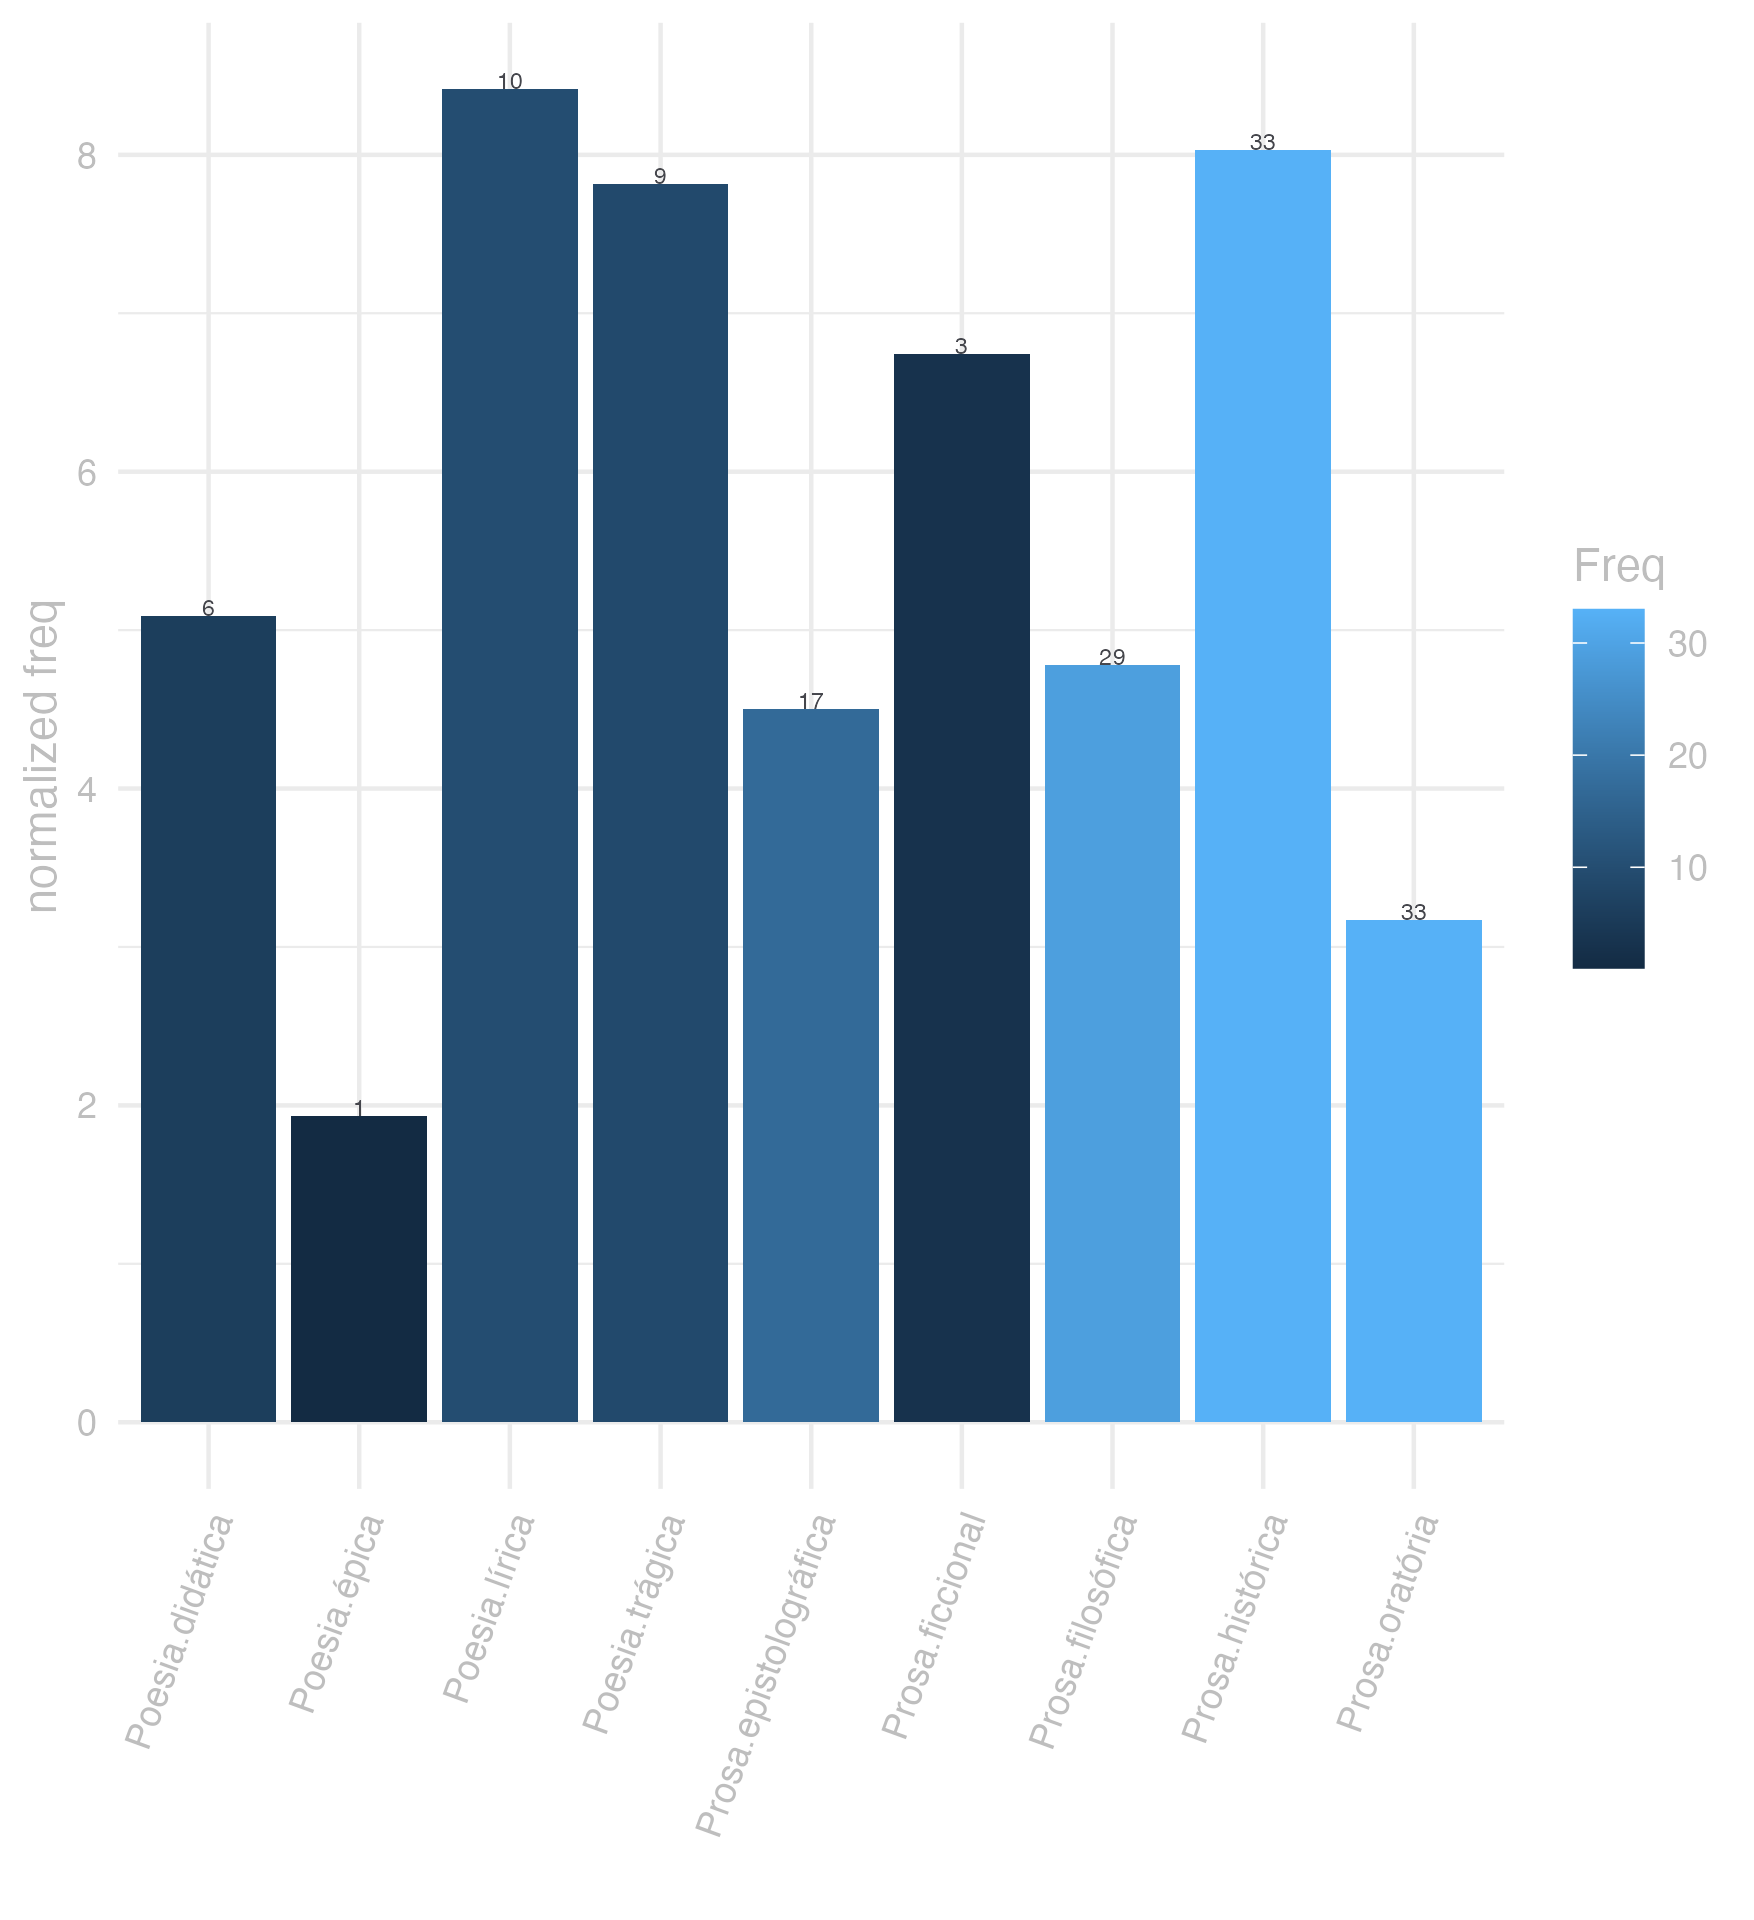 normalized freq
8
6
4
2
0
6
1
10
9
17
3
29
33
33
Poesia.didática
Poesia.épica
Poesia.lírica
Poesia.trágica
Prosa.epistolográfica
Prosa.ficcional
Prosa.filosófica
Prosa.histórica
Prosa.oratória
Freq
30
20
10